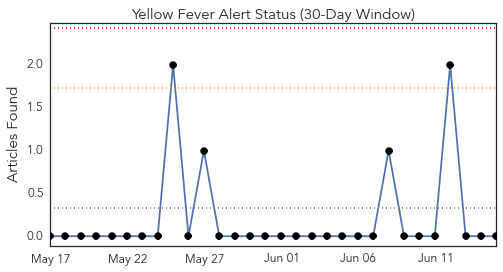 Yellow Fever Alert Status (30-Day Window)
Articles Found
2.0
1.5
1.0
0.5
0.0
May 17 May 22 May 27 Jun 01 Jun 06 Jun 11